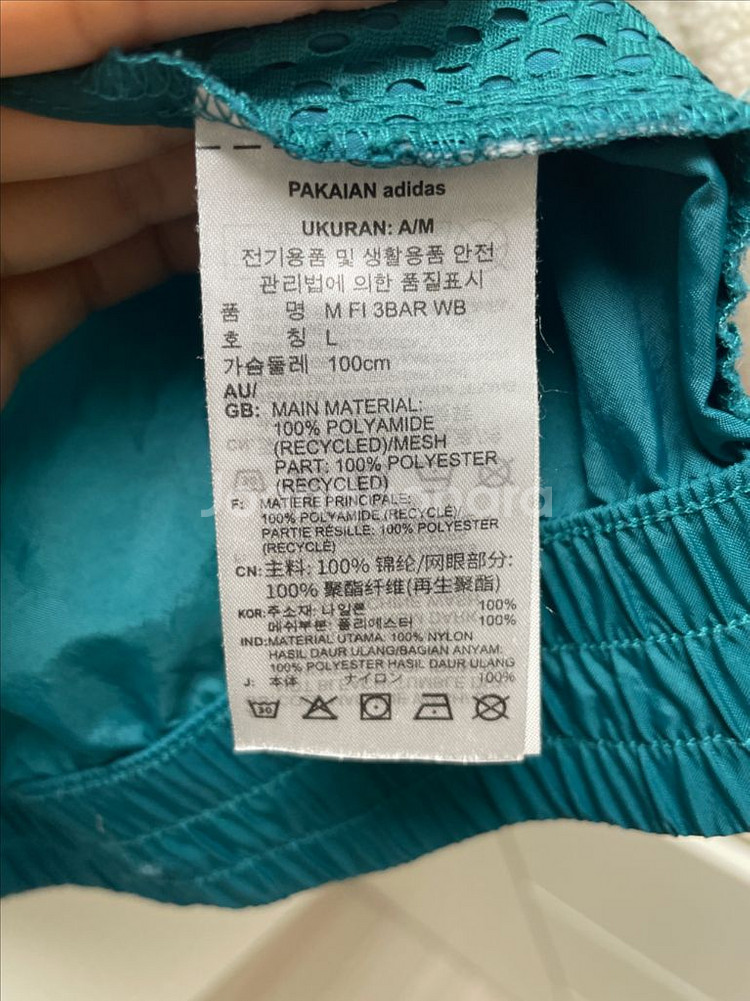 PAKAIAN adidas
UKURAN: A/M
전기용품 및 생활용품 안전
관리법에 의한 품질표시
품 명 M FI 3BAR WB
호 칭 L
가슴둘레 100cm
AU/
GB: MAIN MATERIAL:
100% POLYAMIDE
(RECYCLED)/MESH
PART: 100% POLYESTER
(RECYCLED)
F: MATIERE PRINCIPALE:
100% POLYAMIDE (RECYCLÉ)/
PARTIE RÉSILLE: 100% POLYESTER
(RECYCLÉ)
CN: 主料: 100% 锦纶/网眼部分:
100% 聚酯纤维(再生聚酯)
KOR: 주소재: 나일론 100%
메쉬부분: 폴리에스터 100%
IND: MATERIAL UTAMA: 100% NYLON
HASIL DAUR ULANG/BAGIAN ANYAM:
100% POLYESTER HASIL DAUR ULANG
J: 本体 ナイロン 100%
30